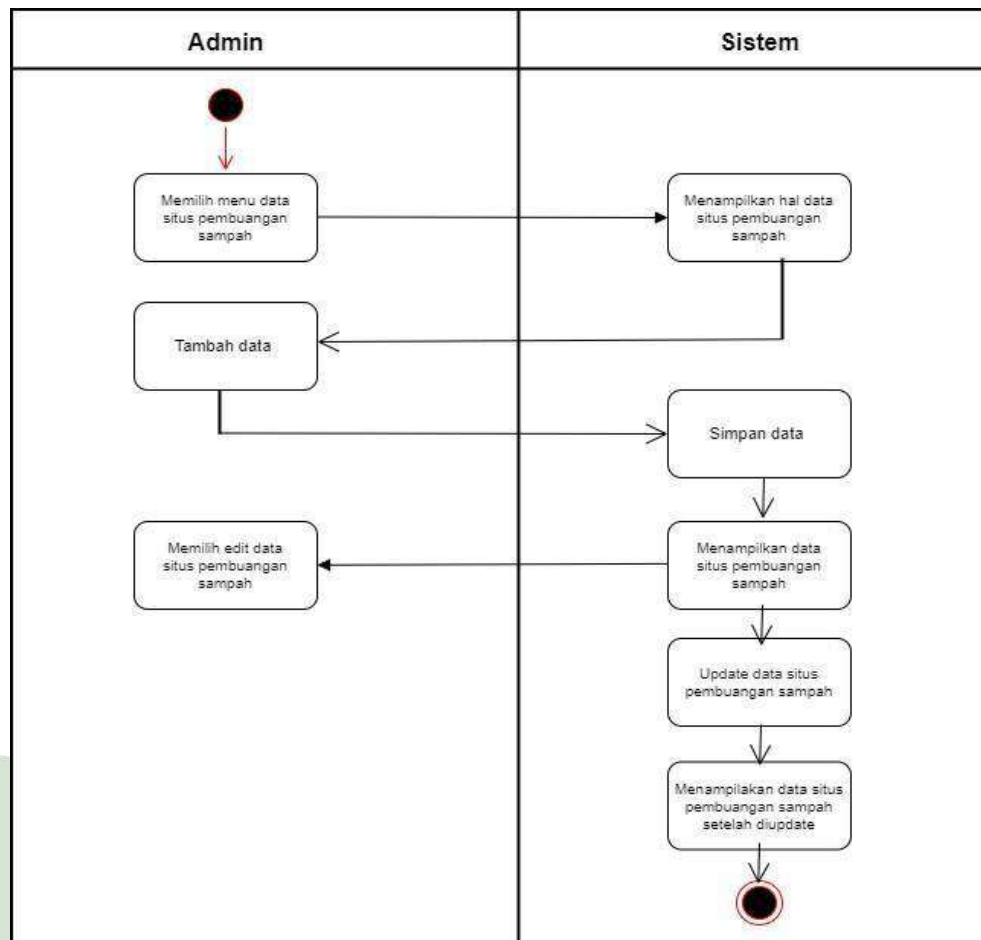 Admin
Sistem
Memilih menu data
situs pembuangan
sampah
Menampilkan hal data
situs pembuangan
sampah
Tambah data
Simpan data
Memilih edit data
situs pembuangan
sampah
Menampilkan data
situs pembuangan
sampah
Update data situs
pembuangan sampah
Menampilakan data situs
pembuangan sampah
setelah diupdate